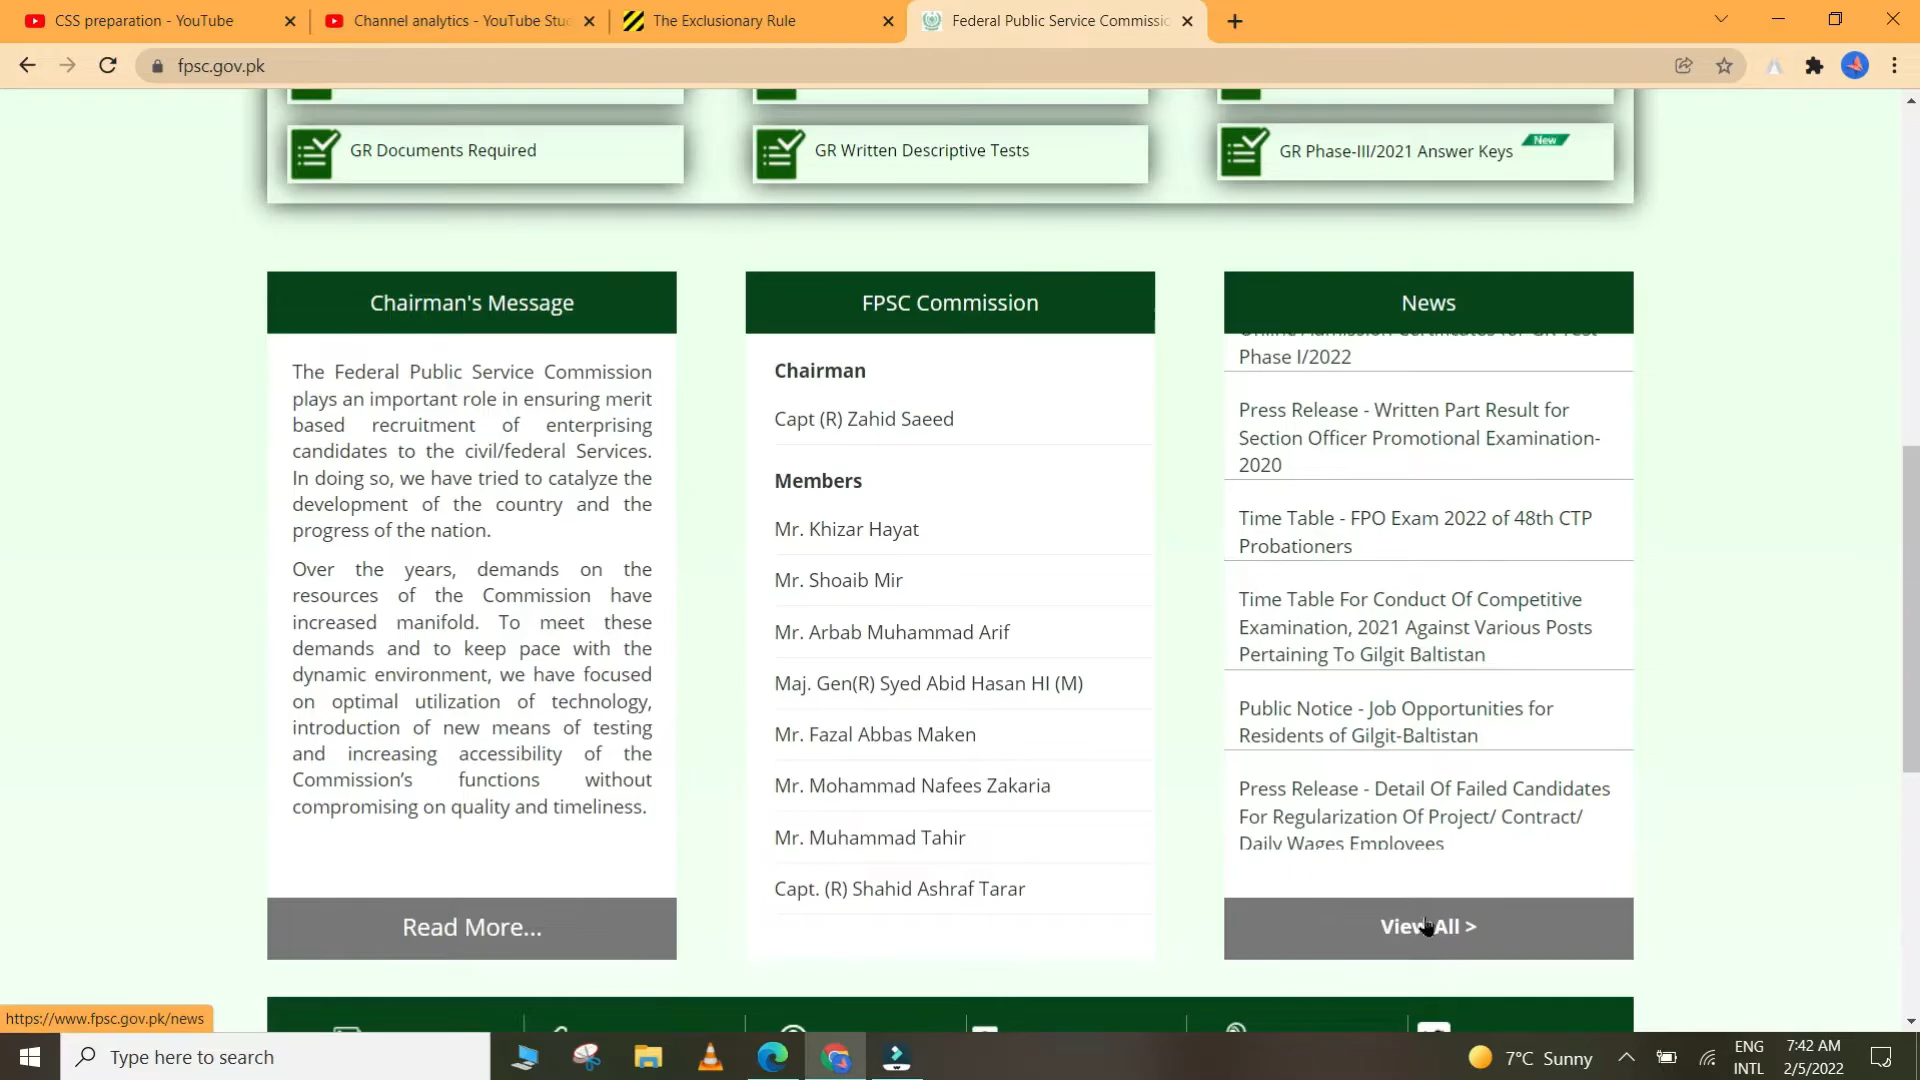 CSS preparation - YouTube
Channel analytics - YouTube Stu
The Exclusionary Rule
Federal Public Service Commissic
fpsc.gov.pk
GR Documents Required
GR Written Descriptive Tests
GR Phase-III/2021 Answer Keys
New
Chairman's Message
The Federal Public Service Commission
plays an important role in ensuring merit
based recruitment of enterprising
candidates to the civil/federal Services.
In doing so, we have tried to catalyze the
development of the country and the
progress of the nation.
Over the years, demands on the
resources of the Commission have
increased manifold. To meet these
demands and to keep pace with the
dynamic environment, we have focused
on optimal utilization of technology,
introduction of new means of testing
and increasing accessibility of the
Commission's functions without
compromising on quality and timeliness.
Read More...
FPSC Commission
Chairman
Capt (R) Zahid Saeed
Members
Mr. Khizar Hayat
Mr. Shoaib Mir
Mr. Arbab Muhammad Arif
Maj. Gen(R) Syed Abid Hasan HI (M)
Mr. Fazal Abbas Maken
Mr. Mohammad Nafees Zakaria
Mr. Muhammad Tahir
Capt. (R) Shahid Ashraf Tarar
News
Online Admission Certificates for GR Test
Phase I/2022
Press Release - Written Part Result for
Section Officer Promotional Examination-
2020
Time Table - FPO Exam 2022 of 48th CTP
Probationers
Time Table For Conduct Of Competitive
Examination, 2021 Against Various Posts
Pertaining To Gilgit Baltistan
Public Notice - Job Opportunities for
Residents of Gilgit-Baltistan
Press Release - Detail Of Failed Candidates
For Regularization Of Project/ Contract/
Daily Wages Employees
View All >
https://www.fpsc.gov.pk/news
Type here to search
7°C Sunny
ENG
INTL
7:42 AM
2/5/2022